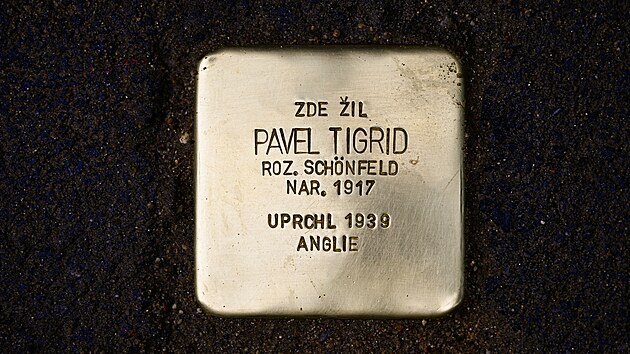 ZDE ŽIL
PAVEL TIGRID
ROZ. SCHÖNFELD
NAR. 1917
UPRCHL 1939
ANGLIE